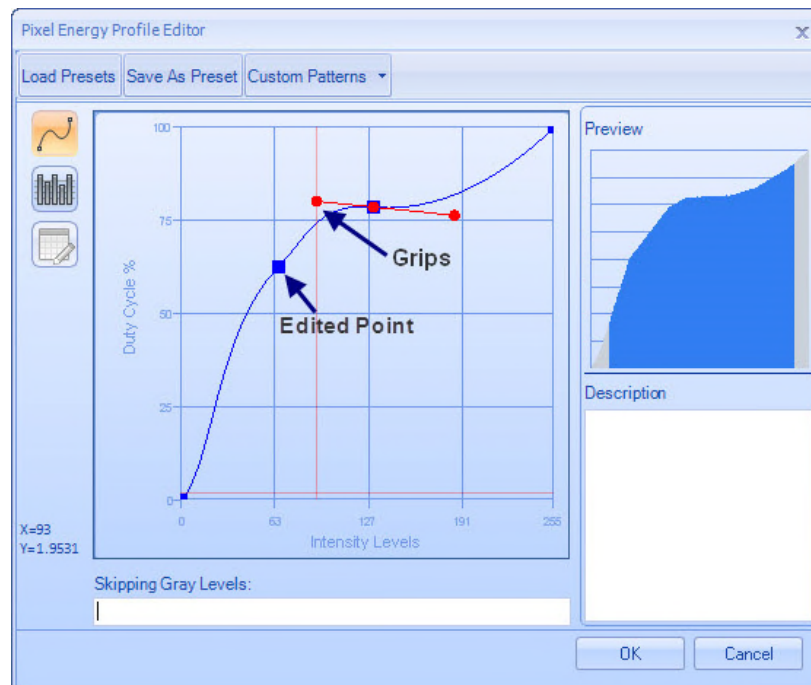 Pixel Energy Profile Editor
x
Load Presets Save As Preset Custom Patterns
Preview
100
75
50
25
0
Duty Cycle %
Grips
Edited Point
0 63 127 191 255
Intensity Levels
X=93
Y=1.9531
Description
Skipping Gray Levels:
OK Cancel